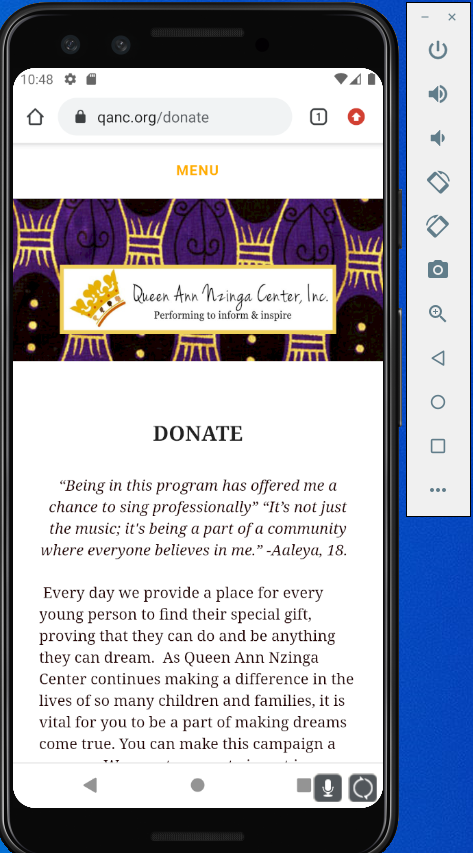 10:48
1
qanc.org/donate
MENU
Queen Ann Nzinga Center, Inc.
Performing to inform & inspire
DONATE
“Being in this program has offered me a
chance to sing professionally” “It’s not just
the music; it's being a part of a community
where everyone believes in me.” -Aaleya, 18.
Every day we provide a place for every
young person to find their special gift,
proving that they can do and be anything
they can dream.  As Queen Ann Nzinga
Center continues making a difference in the
lives of so many children and families, it is
vital for you to be a part of making dreams
come true. You can make this campaign a